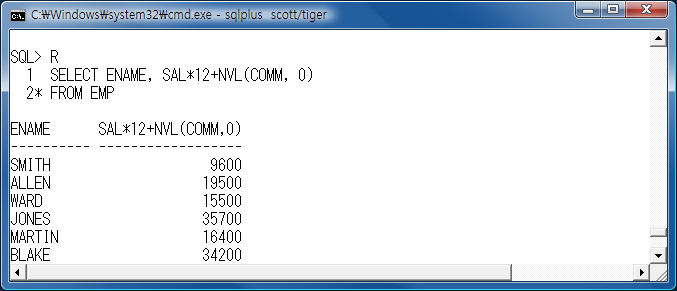 C:₩Windows₩system32₩cmd.exe - sqlplus  scott/tiger
SQL> R
  1  SELECT ENAME, SAL*12+NVL(COMM, 0)
  2* FROM EMP
ENAME      SAL*12+NVL(COMM,0)
---------- ------------------
SMITH                    9600
ALLEN                   19500
WARD                    15500
JONES                   35700
MARTIN                  16400
BLAKE                   34200